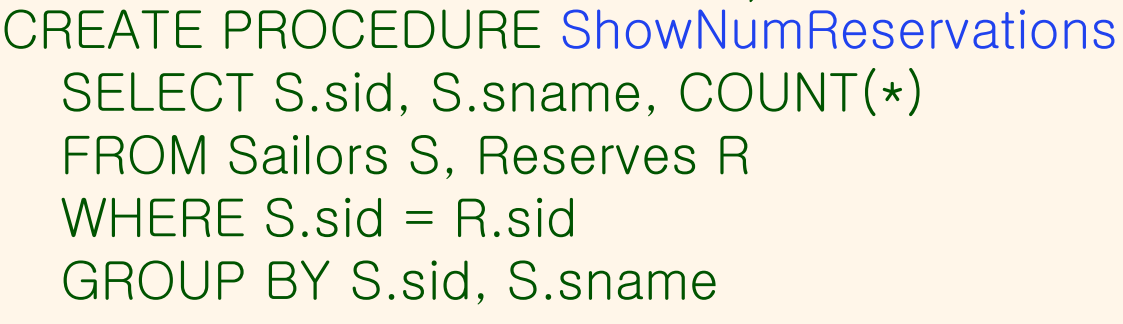 CREATE PROCEDURE ShowNumReservations
SELECT S.sid, S.sname, COUNT(*)
FROM Sailors S, Reserves R
WHERE S.sid = R.sid
GROUP BY S.sid, S.sname